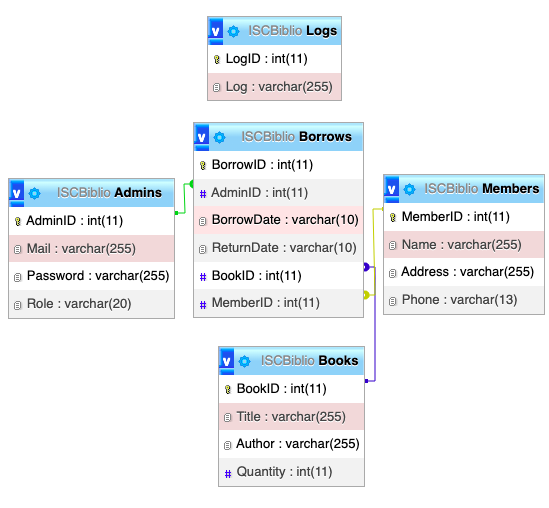 v ISCBiblio Logs
LogID : int(11)
Log : varchar(255)
v ISCBiblio Borrows
BorrowID : int(11)
# AdminID : int(11)
BorrowDate : varchar(10)
ReturnDate : varchar(10)
# BookID : int(11)
# MemberID : int(11)
v ISCBiblio Admins
AdminID : int(11)
Mail : varchar(255)
Password : varchar(255)
Role : varchar(20)
v ISCBiblio Members
MemberID : int(11)
Name : varchar(255)
Address : varchar(255)
Phone : varchar(13)
v ISCBiblio Books
BookID : int(11)
Title : varchar(255)
Author : varchar(255)
# Quantity : int(11)